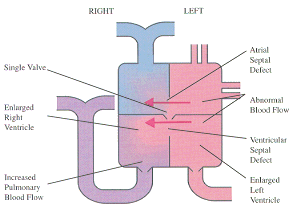 RIGHT
LEFT
Single Valve
Enlarged
Right
Ventricle
Increased
Pulmonary
Blood Flow
Atrial
Septal
Defect
Abnormal
Blood Flow
Ventricular
Septal
Defect
Enlarged
Left
Ventricle